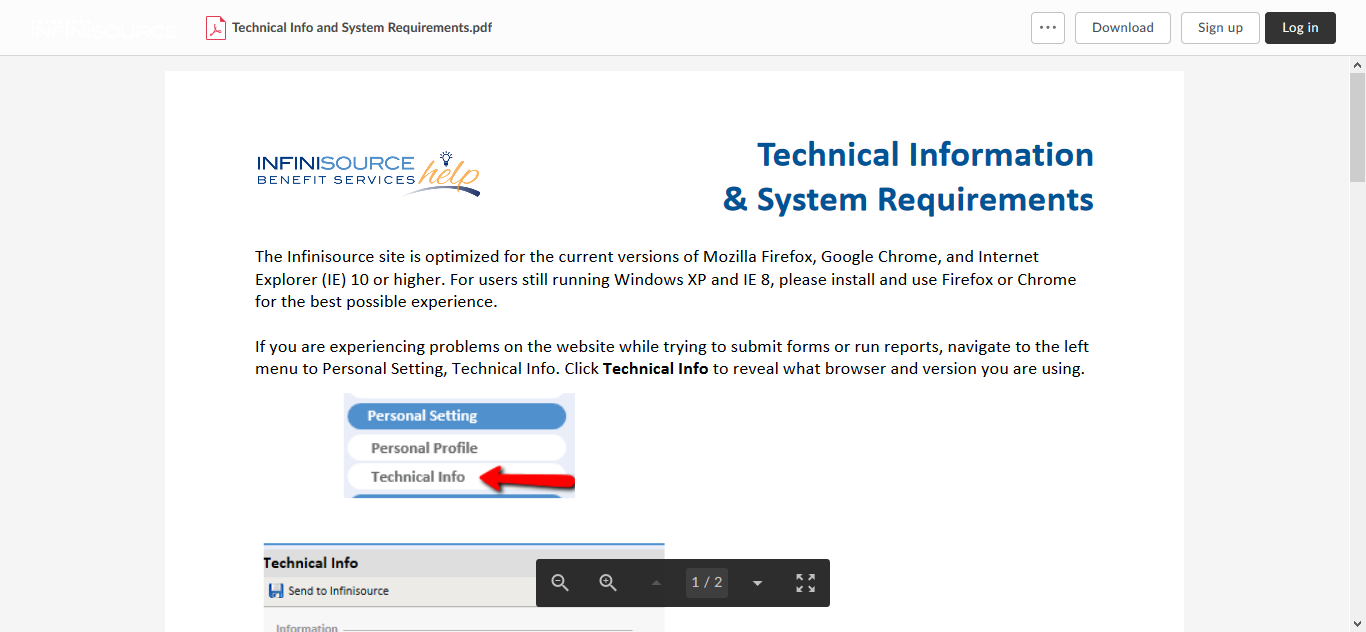 INFINISOURCE
Technical Info and System Requirements.pdf
Download
Sign up
Log in
INFINISOURCE
BENEFIT SERVICES
help
Technical Information
& System Requirements
The Infinisource site is optimized for the current versions of Mozilla Firefox, Google Chrome, and Internet
Explorer (IE) 10 or higher. For users still running Windows XP and IE 8, please install and use Firefox or Chrome
for the best possible experience.
If you are experiencing problems on the website while trying to submit forms or run reports, navigate to the left
menu to Personal Setting, Technical Info. Click Technical Info to reveal what browser and version you are using.
Personal Setting
Personal Profile
Technical Info
Technical Info
Send to Infinisource
Information
1 / 2